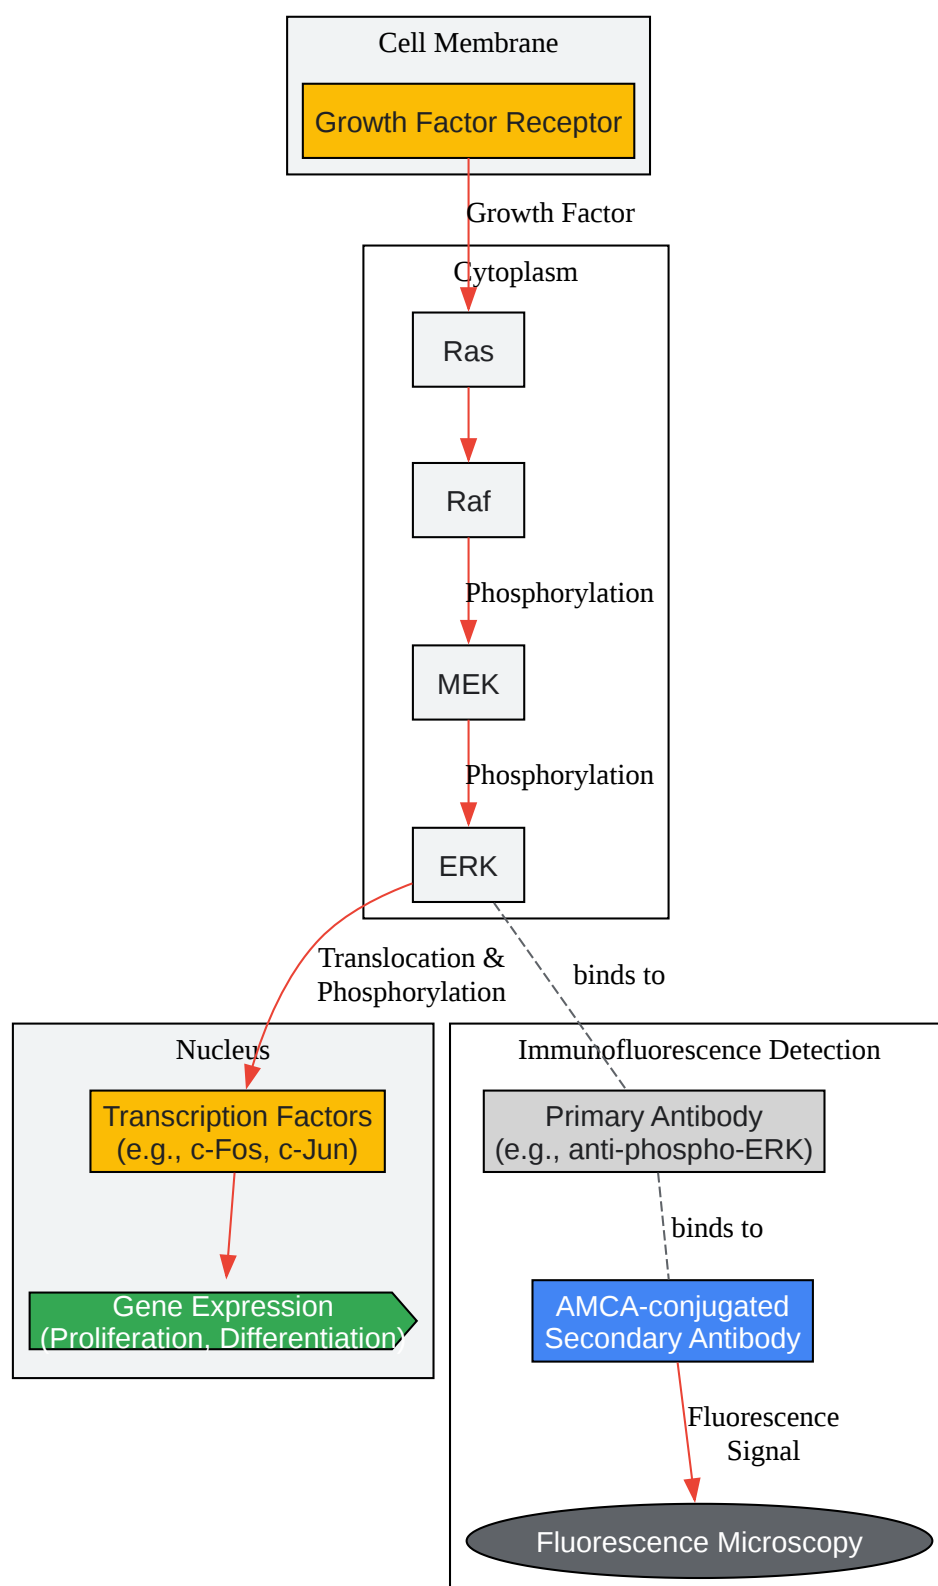 Cell Membrane
Growth Factor Receptor
Growth Factor
Cytoplasm
Ras
Raf
Phosphorylation
MEK
Phosphorylation
ERK
Translocation &
Phosphorylation
binds to
Nucleus
Transcription Factors
(e.g., c-Fos, c-Jun)
Gene Expression
(Proliferation, Differentiation)
Immunofluorescence Detection
Primary Antibody
(e.g., anti-phospho-ERK)
binds to
AMCA-conjugated
Secondary Antibody
Fluorescence
Signal
Fluorescence Microscopy